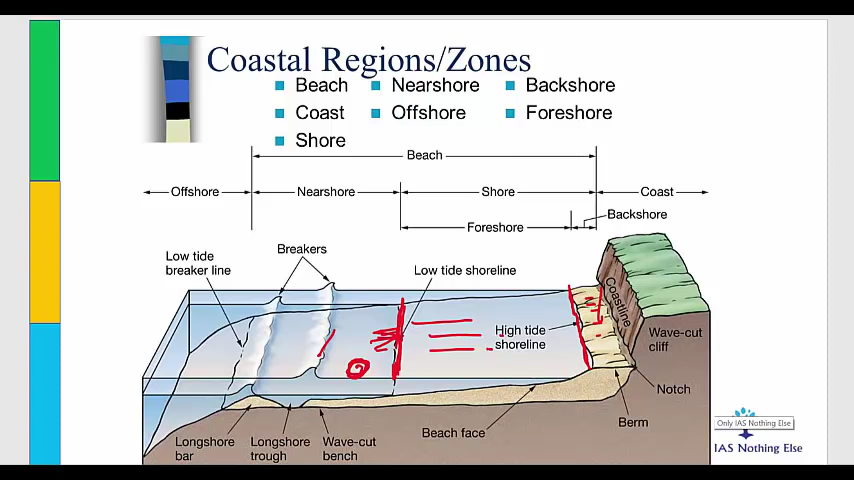 Coastal Regions/Zones
Beach
Nearshore
Backshore
Coast
Offshore
Foreshore
Shore
Beach
Offshore
Nearshore
Shore
Coast
Foreshore
Backshore
Breakers
Low tide
breaker line
Low tide shoreline
Coastline
High tide
shoreline
Wave-cut
cliff
Notch
Berm
Beach face
Longshore
bar
Longshore
trough
Wave-cut
bench
Only IAS Nothing Else
IAS Nothing Else